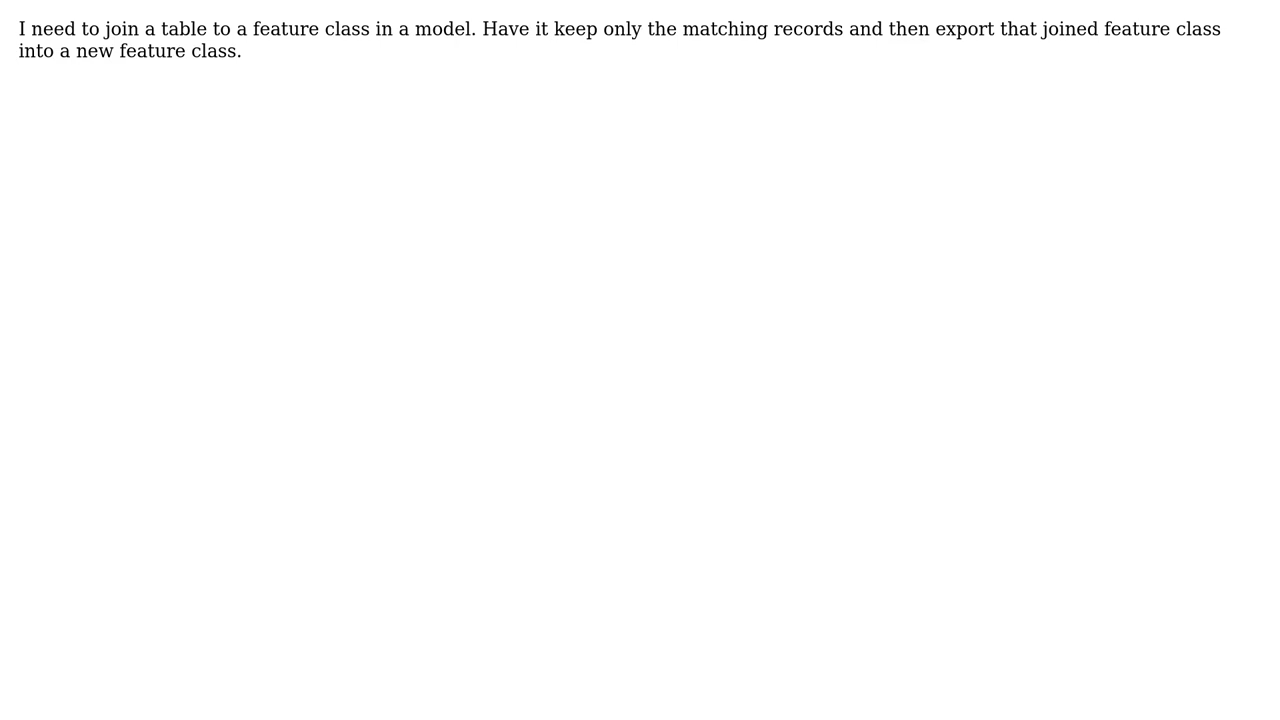 I need to join a table to a feature class in a model. Have it keep only the matching records and then export that joined feature class
into a new feature class.